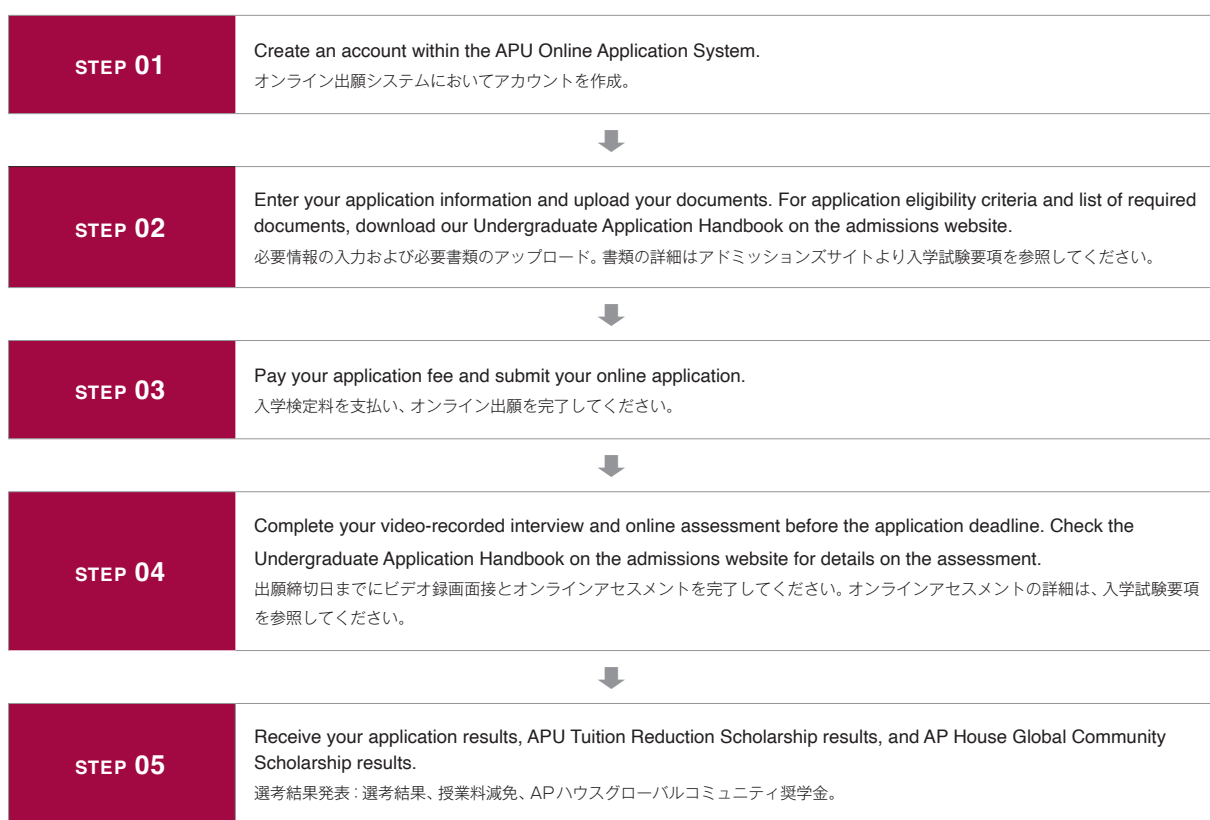 STEP 01
Create an account within the APU Online Application System.
オンライン出願システムにおいてアカウントを作成。
STEP 02
Enter your application information and upload your documents. For application eligibility criteria and list of required
documents, download our Undergraduate Application Handbook on the admissions website.
必要情報の入力および必要書類のアップロード。書類の詳細はアドミッションズサイトより入学試験要項を参照してください。
STEP 03
Pay your application fee and submit your online application.
入学検定料を支払い、オンライン出願を完了してください。
STEP 04
Complete your video-recorded interview and online assessment before the application deadline. Check the
Undergraduate Application Handbook on the admissions website for details on the assessment.
出願締切日までにビデオ録画面接とオンラインアセスメントを完了してください。オンラインアセスメントの詳細は、入学試験要項
を参照してください。
STEP 05
Receive your application results, APU Tuition Reduction Scholarship results, and AP House Global Community
Scholarship results.
選考結果発表：選考結果、授業料減免、APハウスグローバルコミュニティ奨学金。